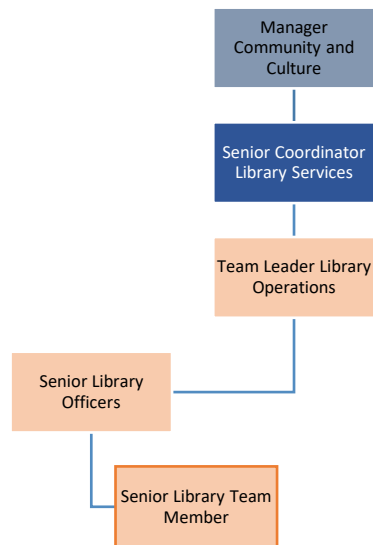 Manager
Community and
Culture
Senior Coordinator
Library Services
Team Leader Library
Operations
Senior Library
Officers
Senior Library Team
Member